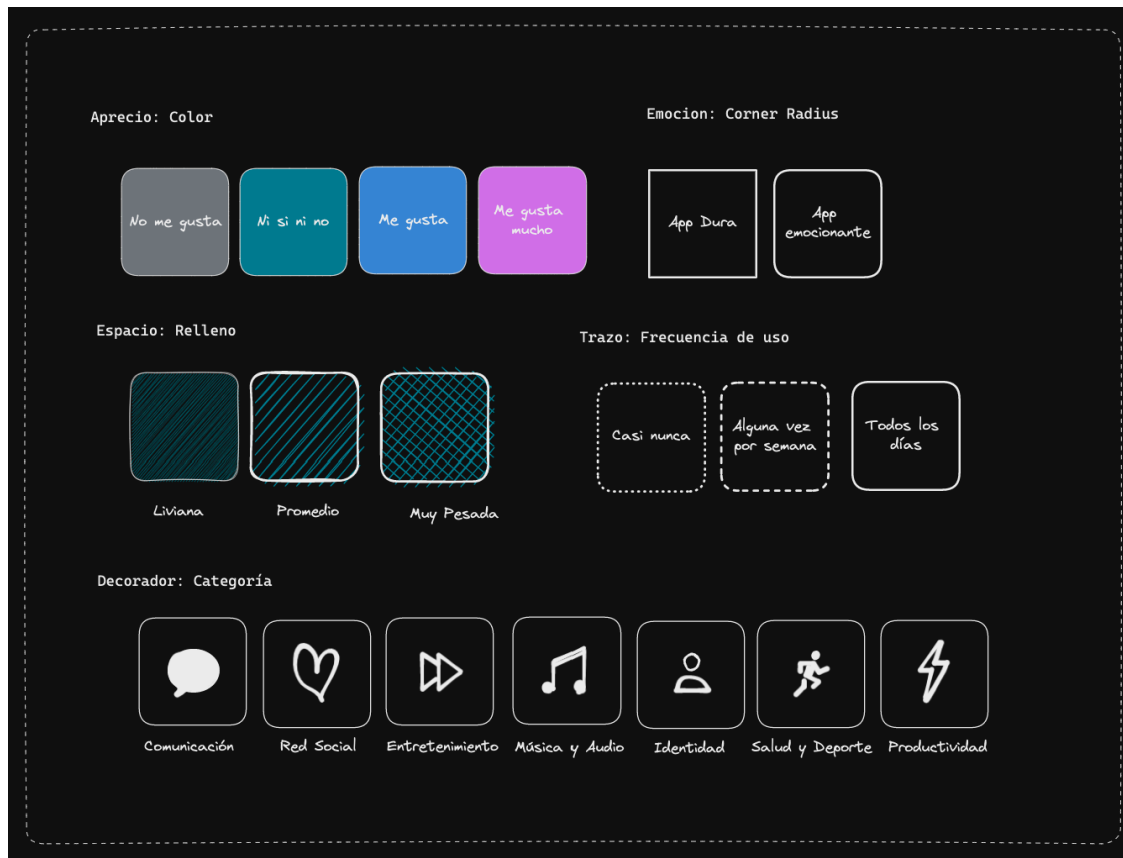 Aprecio: Color
Emocion: Corner Radius
No me gusta
Ni si ni no
Me gusta
Me gusta
mucho
App Dura
App
emocionante
Espacio: Relleno
Trazo: Frecuencia de uso
Casi nunca
Alguna vez
por semana
Todos los
días
Liviana
Promedio
Muy Pesada
Decorador: Categoría
Comunicación
Red Social
Entretenimiento
Música y Audio
Identidad
Salud y Deporte
Productividad